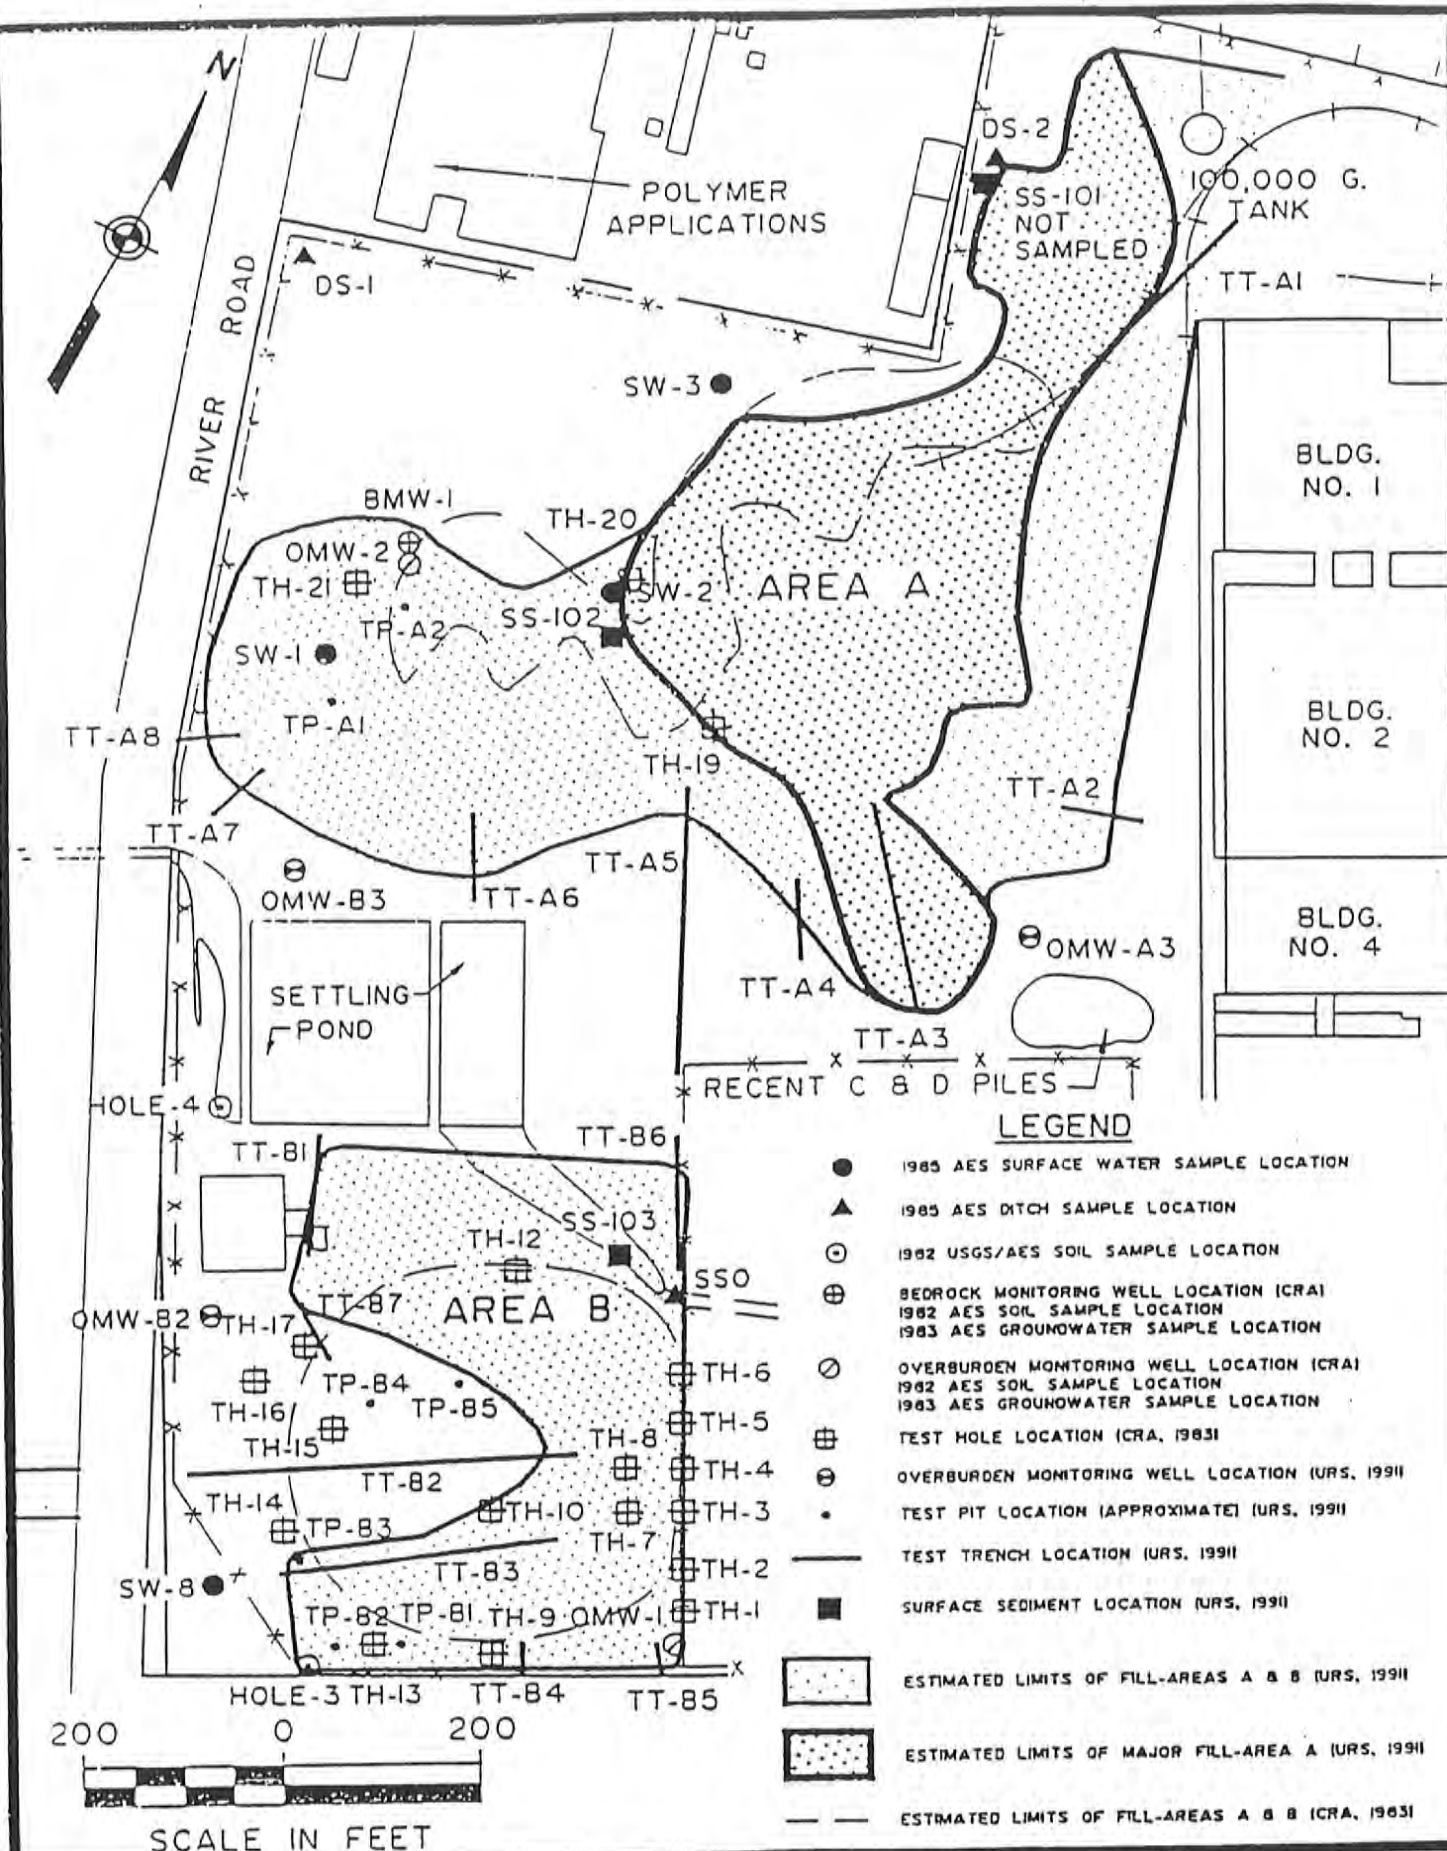 N
DS-2
POLYMER
APPLICATIONS
SS-101
NOT
SAMPLED
100,000 G.
TANK
DS-1
RIVER ROAD
TT-A1
SW-3
BLDG.
NO. 1
BMW-1
TH-20
OMW-2
TH-21
SW-2
AREA A
SS-102
TP-A2
SW-1
TP-A1
TT-A8
BLDG.
NO. 2
TH-19
TT-A2
TT-A7
TT-A5
OMW-B3
TT-A6
BLDG.
NO. 4
OMW-A3
SETTLING
POND
TT-A4
TT-A3
RECENT C & D PILES
HOLE-4
TT-B1
TT-B6
SS-103
TH-12
SSO
TT-B7
AREA B
OMW-B2
TH-17
TH-6
TP-B4
TP-B5
TH-16
TH-5
TH-15
TH-8
TH-4
TT-B2
TH-14
TH-10
TH-3
TP-B3
TH-7
TT-B3
TH-2
SW-8
TP-B2
TP-B1
TH-9
OMW-1
TH-1
HOLE-3
TH-13
TT-B4
TT-B5
200 0 200
SCALE IN FEET
LEGEND
1985 AES SURFACE WATER SAMPLE LOCATION
1985 AES DITCH SAMPLE LOCATION
1982 USGS/AES SOIL SAMPLE LOCATION
BEDROCK MONITORING WELL LOCATION (CRA)
1982 AES SOIL SAMPLE LOCATION
1983 AES GROUNDWATER SAMPLE LOCATION
OVERBURDEN MONITORING WELL LOCATION (CRA)
1982 AES SOIL SAMPLE LOCATION
1983 AES GROUNDWATER SAMPLE LOCATION
TEST HOLE LOCATION (CRA, 1983)
OVERBURDEN MONITORING WELL LOCATION (URS, 1991)
TEST PIT LOCATION (APPROXIMATE) (URS, 1991)
TEST TRENCH LOCATION (URS, 1991)
SURFACE SEDIMENT LOCATION (URS, 1991)
ESTIMATED LIMITS OF FILL-AREAS A & B (URS, 1991)
ESTIMATED LIMITS OF MAJOR FILL-AREA A (URS, 1991)
ESTIMATED LIMITS OF FILL-AREAS A & B (CRA, 1983)